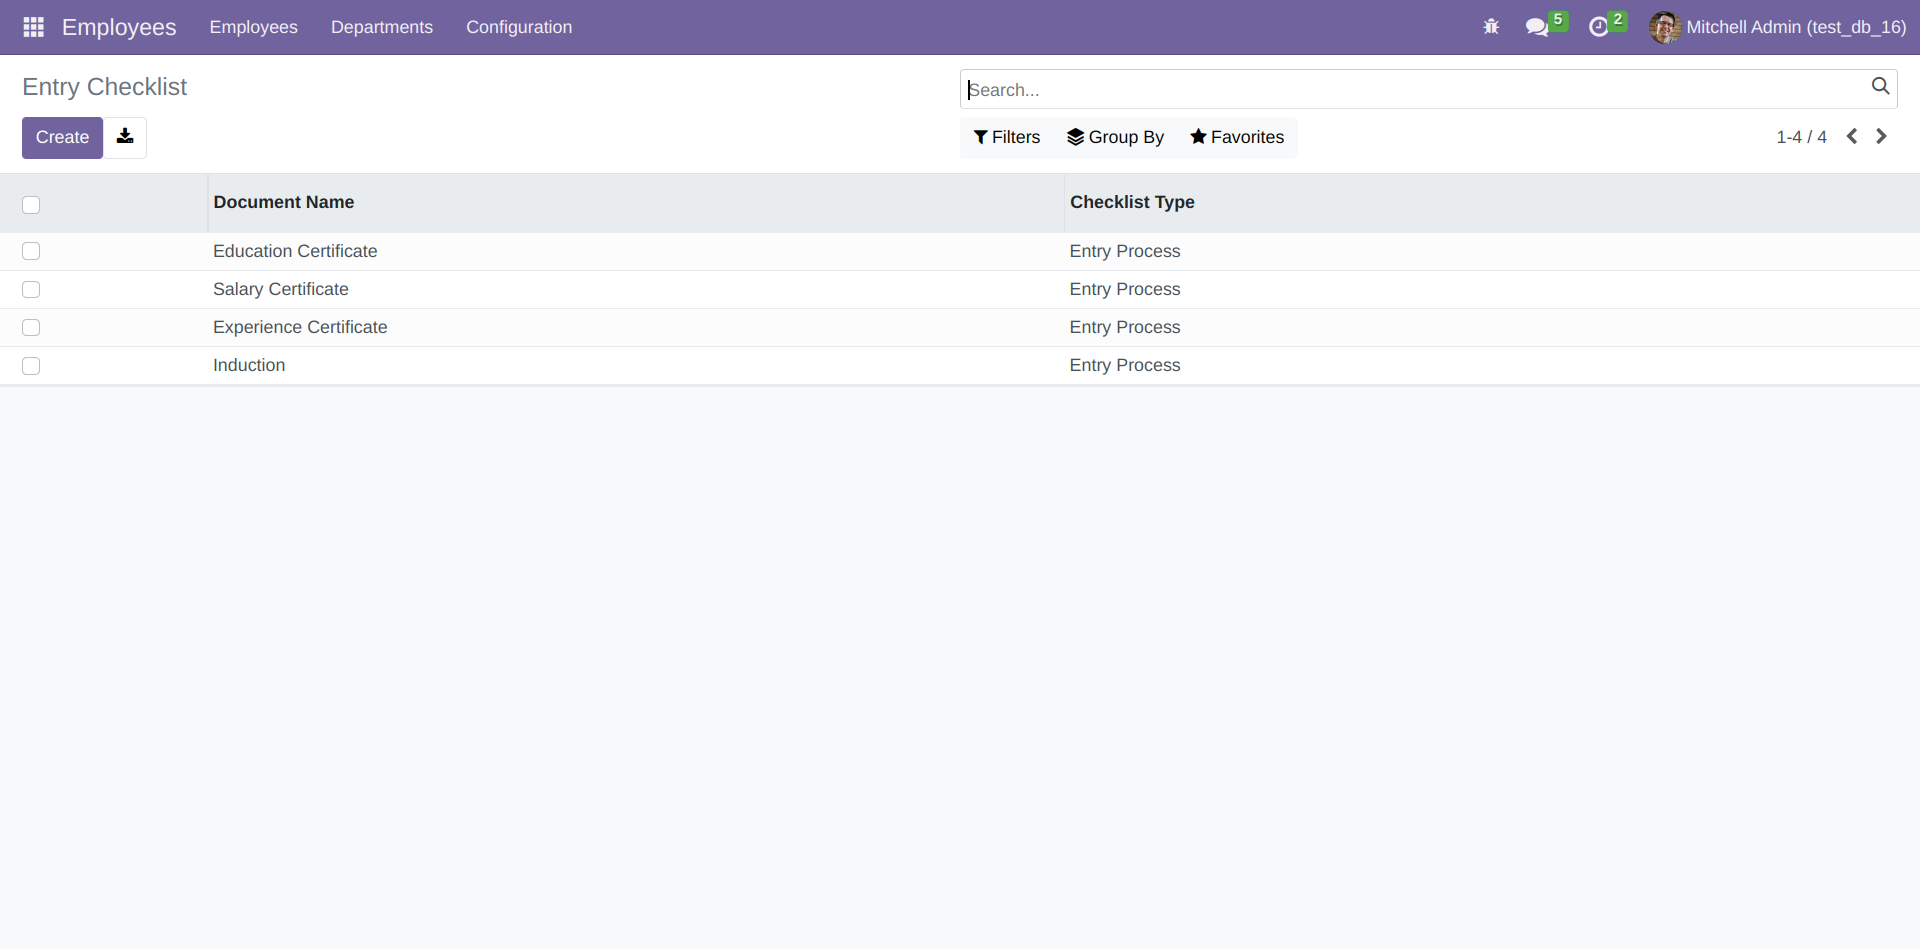 Employees Employees Departments Configuration 5 2 Mitchell Admin (test_db_16)
Entry Checklist
Search...
Create
Filters Group By Favorites 1-4 / 4
Document Name Checklist Type
Education Certificate Entry Process
Salary Certificate Entry Process
Experience Certificate Entry Process
Induction Entry Process